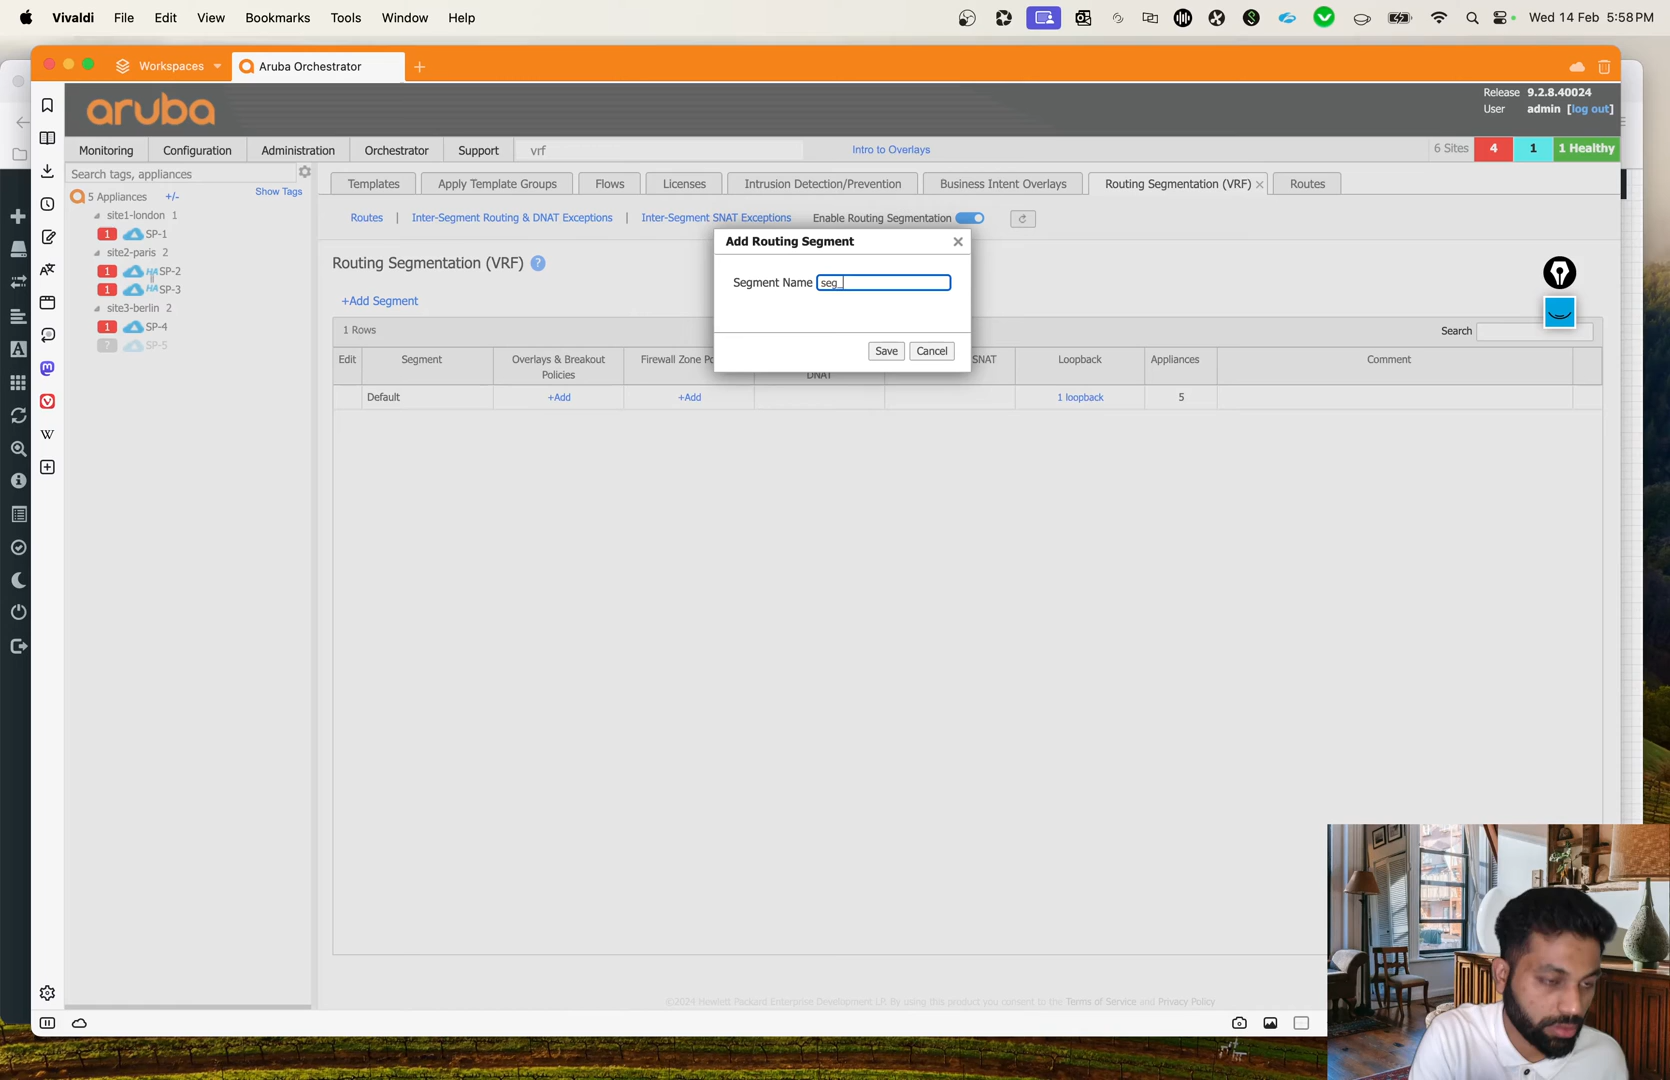 Vivaldi File Edit View Bookmarks Tools Window Help Wed 14 Feb 5:58 PM
Workspaces Aruba Orchestrator
aruba
Release 9.2.8.40024
User admin [log out]
Monitoring Configuration Administration Orchestrator Support vrf Intro to Overlays 6 Sites 4 1 1 Healthy
Search tags, appliances
Show Tags
5 Appliances +/-
site1-london 1
1 SP-1
site2-paris 2
1 HA SP-2
1 HA SP-3
site3-berlin 2
1 SP-4
? SP-5
Templates Apply Template Groups Flows Licenses Intrusion Detection/Prevention Business Intent Overlays Routing Segmentation (VRF) Routes
Routes | Inter-Segment Routing & DNAT Exceptions | Inter-Segment SNAT Exceptions Enable Routing Segmentation
Routing Segmentation (VRF) ?
+Add Segment
1 Rows Search
Edit Segment Overlays & Breakout Policies Firewall Zone Po DNAT SNAT Loopback Appliances Comment
Default +Add +Add 1 loopback 5
Add Routing Segment
Segment Name seg_
Save Cancel
©2024 Hewlett Packard Enterprise Development LP. By using this product you consent to the Terms of Service and Privacy Policy